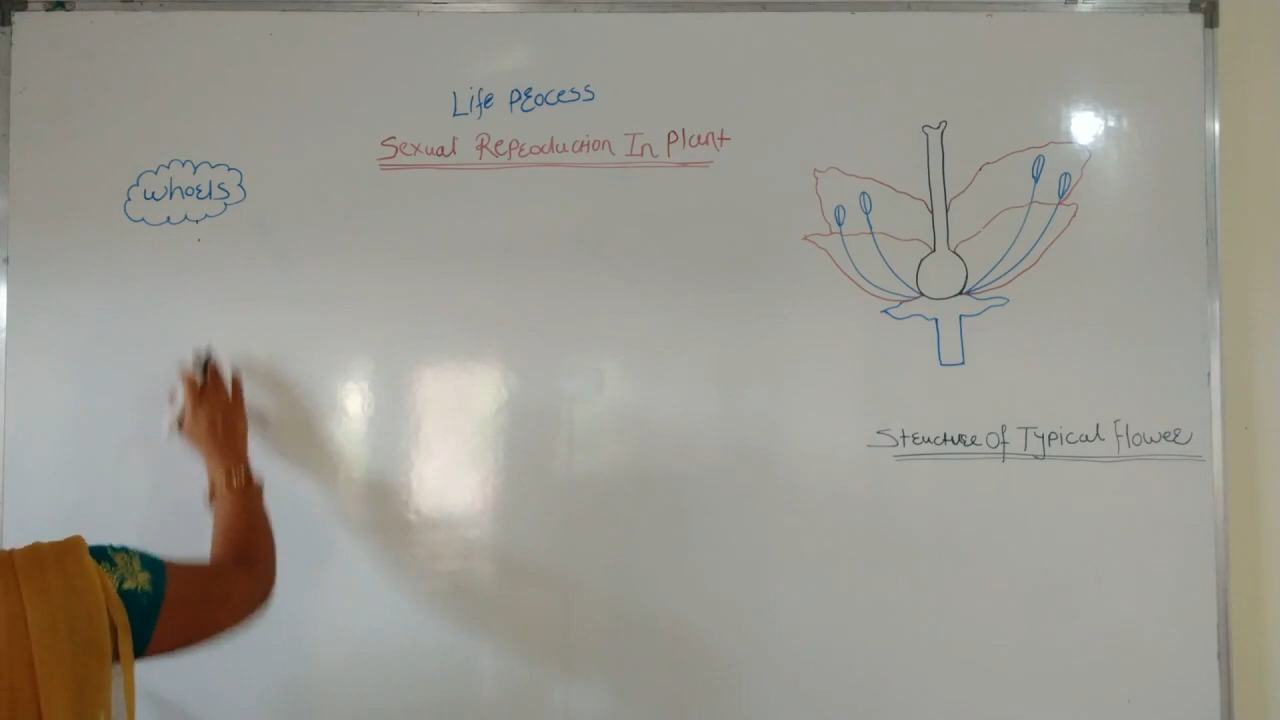 Life Process
Sexual Reproduction In Plant
Whorls
Structure Of Typical Flower